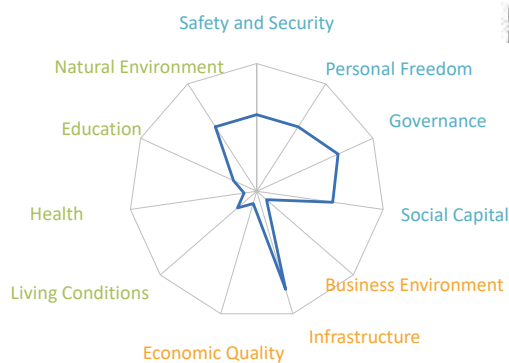 Safety and Security
Natural Environment
Personal Freedom
Education
Governance
Health
Social Capital
Living Conditions
Business Environment
Infrastructure
Economic Quality